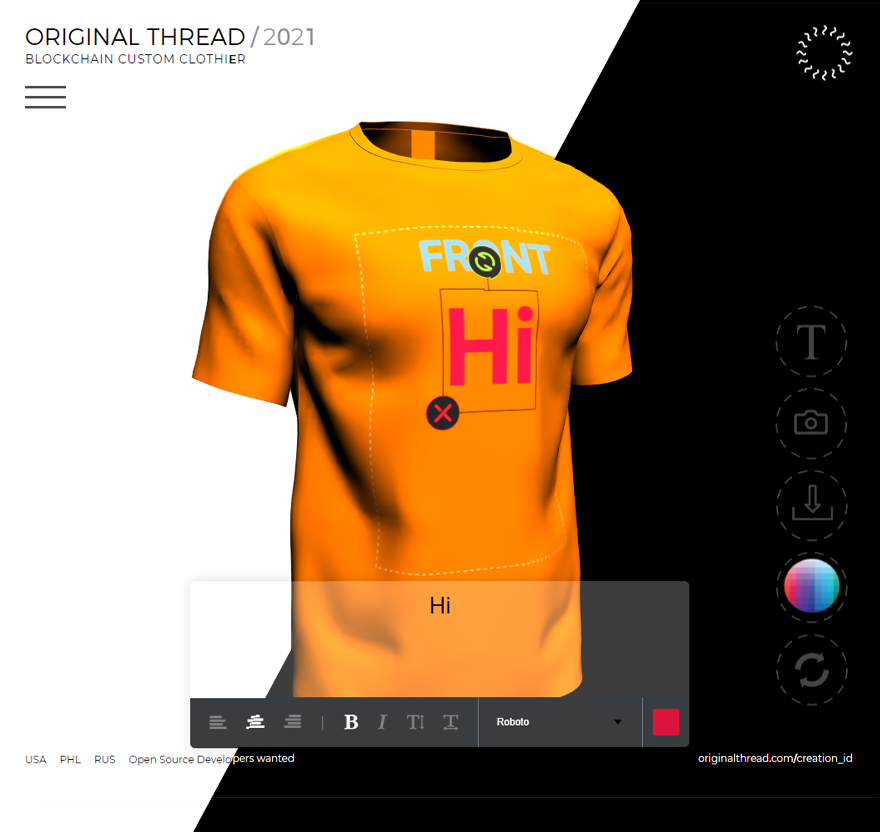 ORIGINAL THREAD / 2021
BLOCKCHAIN CUSTOM CLOTHIER
FRONT
Hi
T
Hi
B I T T
Roboto
USA PHL RUS Open Source Developers wanted
originalthread.com/creation_id